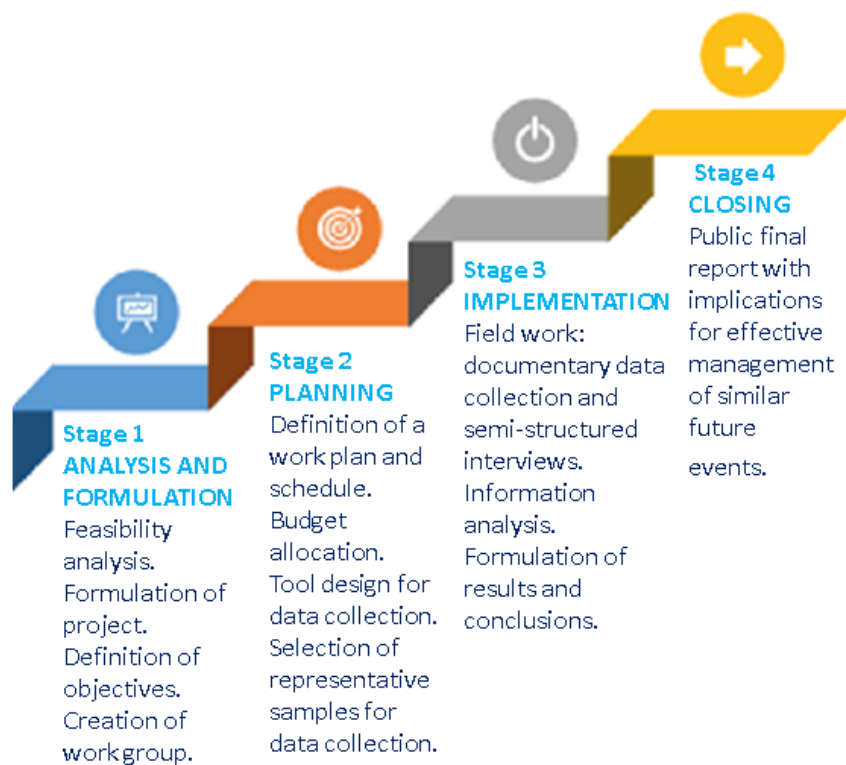 Stage 1
ANALYSIS AND
FORMULATION
Feasibility
analysis.
Formulation of
project.
Definition of
objectives.
Creation of
workgroup.
Stage 2
PLANNING
Definition of a
work plan and
schedule.
Budget
allocation.
Tool design for
data collection.
Selection of
representative
samples for
data collection.
Stage 3
IMPLEMENTATION
Field work:
documentary data
collection and
semi-structured
interviews.
Information
analysis.
Formulation of
results and
conclusions.
Stage 4
CLOSING
Public final
report with
implications
for effective
management
of similar
future
events.